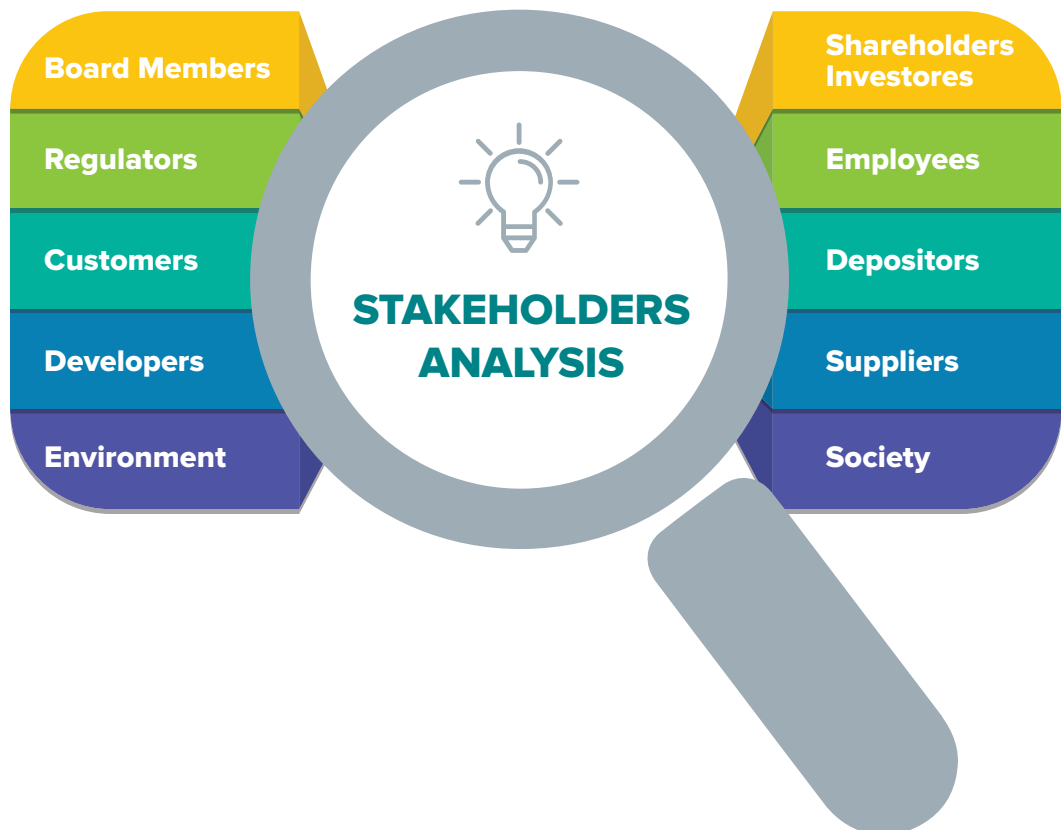 Board Members
Regulators
Customers
Developers
Environment
STAKEHOLDERS
ANALYSIS
Shareholders
Investores
Employees
Depositors
Suppliers
Society